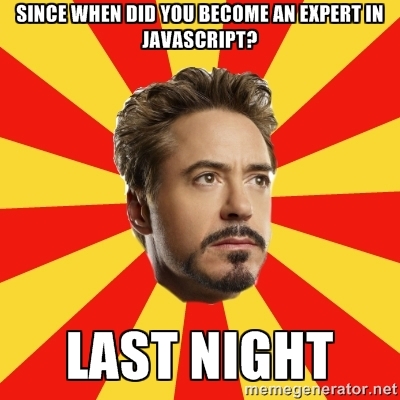 SINCE WHEN DID YOU BECOME AN EXPERT IN
JAVASCRIPT?
LAST NIGHT
memegenerator.net